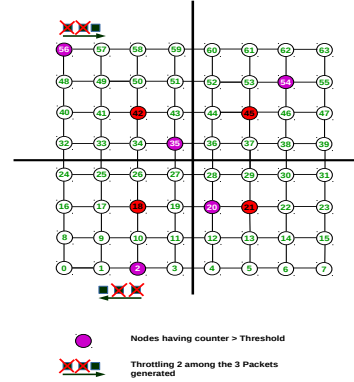 56 57 58 59 60 61 62 63
48 49 50 51 52 53 54 55
40 41 42 43 44 45 46 47
32 33 34 35 36 37 38 39
24 25 26 27 28 29 30 31
16 17 18 19 20 21 22 23
8 9 10 11 12 13 14 15
0 1 2 3 4 5 6 7
Nodes having counter > Threshold
Throttling 2 among the 3 Packets
generated